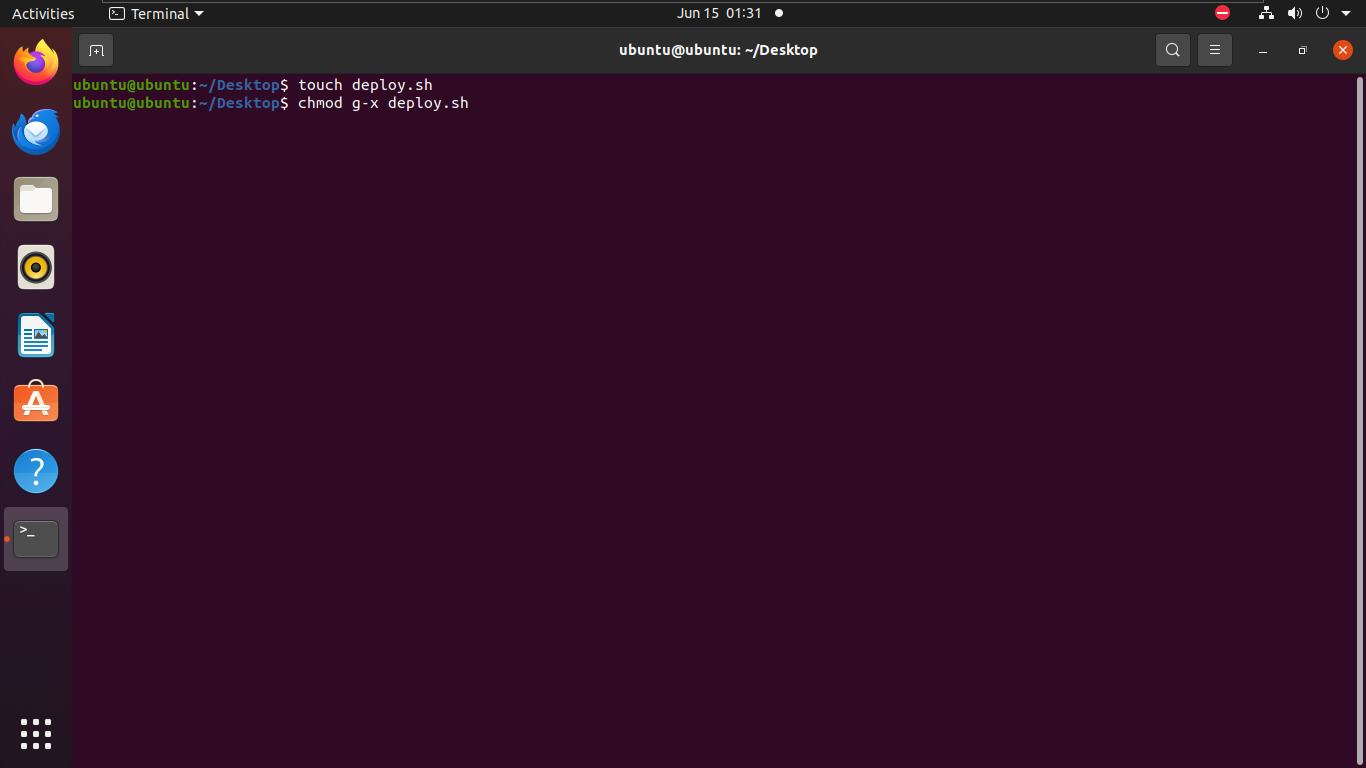 Activities
Terminal
Jun 15 01:31
ubuntu@ubuntu: ~/Desktop
ubuntu@ubuntu:~/Desktop$ touch deploy.sh
ubuntu@ubuntu:~/Desktop$ chmod g-x deploy.sh